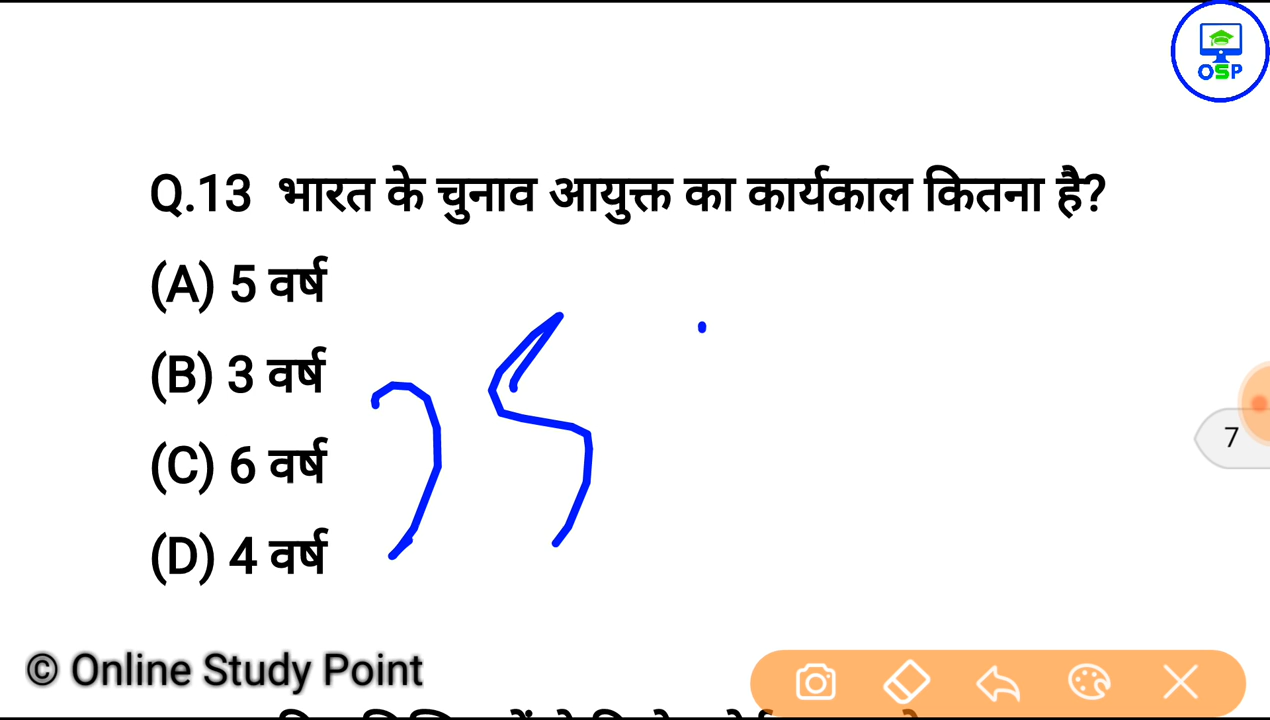 OSP
Q.13 भारत के चुनाव आयुक्त का कार्यकाल कितना है?
(A) 5 वर्ष
(B) 3 वर्ष
(C) 6 वर्ष
(D) 4 वर्ष
7
© Online Study Point